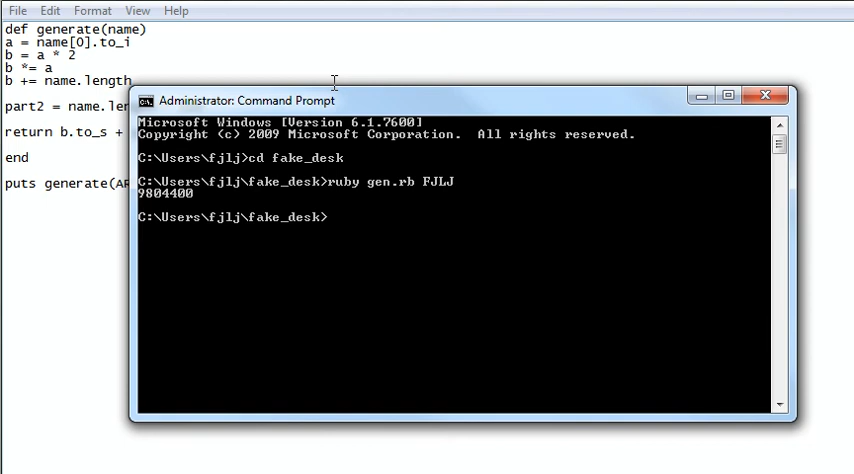 File Edit Format View Help
def generate(name)
a = name[0].to_i
b = a * 2
b *= a
b += name.length
part2 = name.len
return b.to_s +
end
puts generate(AR
Administrator: Command Prompt
Microsoft Windows [Version 6.1.7600]
Copyright (c) 2009 Microsoft Corporation. All rights reserved.
C:\Users\fjlj>cd fake_desk
C:\Users\fjlj\fake_desk>ruby gen.rb FJLJ
9804400
C:\Users\fjlj\fake_desk>